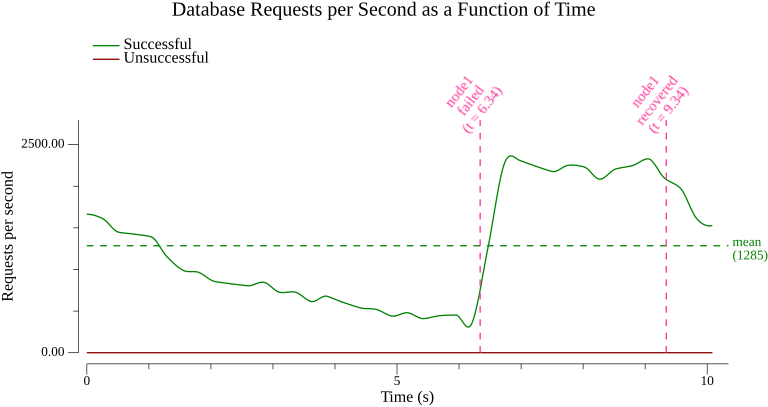 Database Requests per Second as a Function of Time
Successful
Unsuccessful
node1
failed
(t = 6.34)
node1
recovered
(t = 9.34)
2500.00
0.00
Requests per second
mean
(1285)
0
5
10
Time (s)